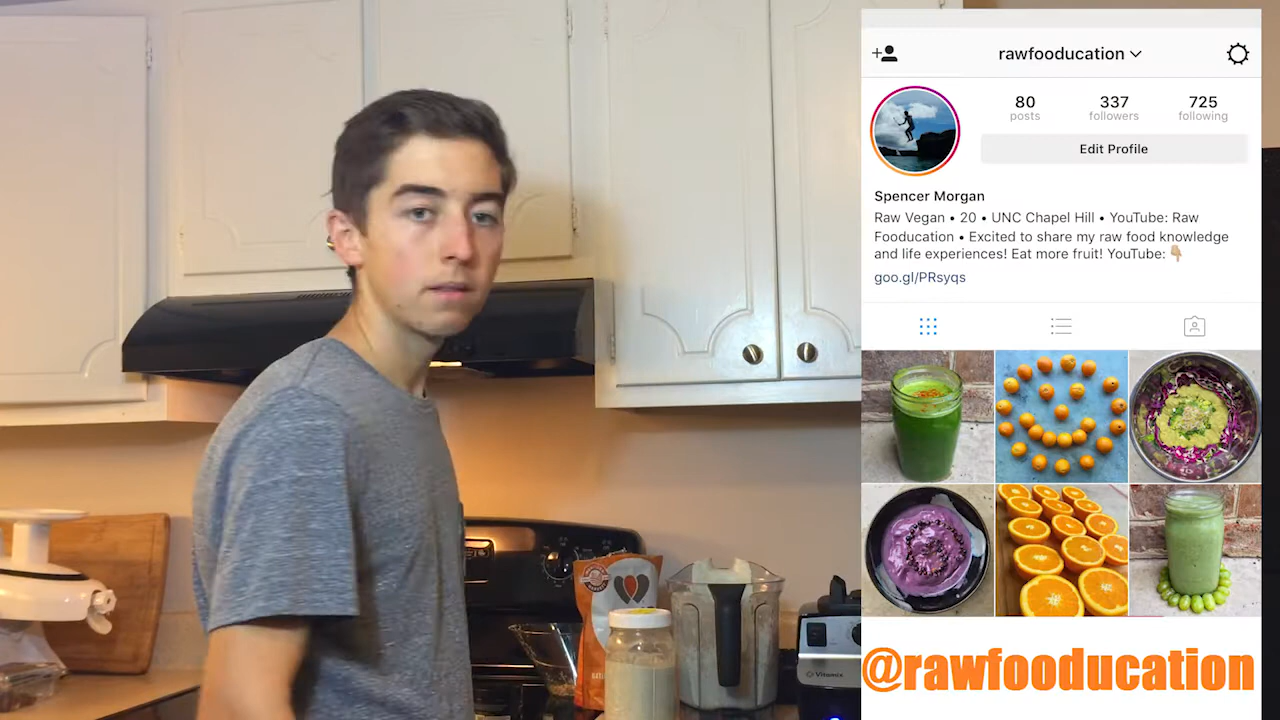 rawfooducation
80
337
725
posts
followers
following
Edit Profile
Spencer Morgan
Raw Vegan • 20 • UNC Chapel Hill • YouTube: Raw
Fooducation • Excited to share my raw food knowledge
and life experiences! Eat more fruit! YouTube: 👇🏼
goo.gl/PRsyqs
@rawfooducation
Vitamix